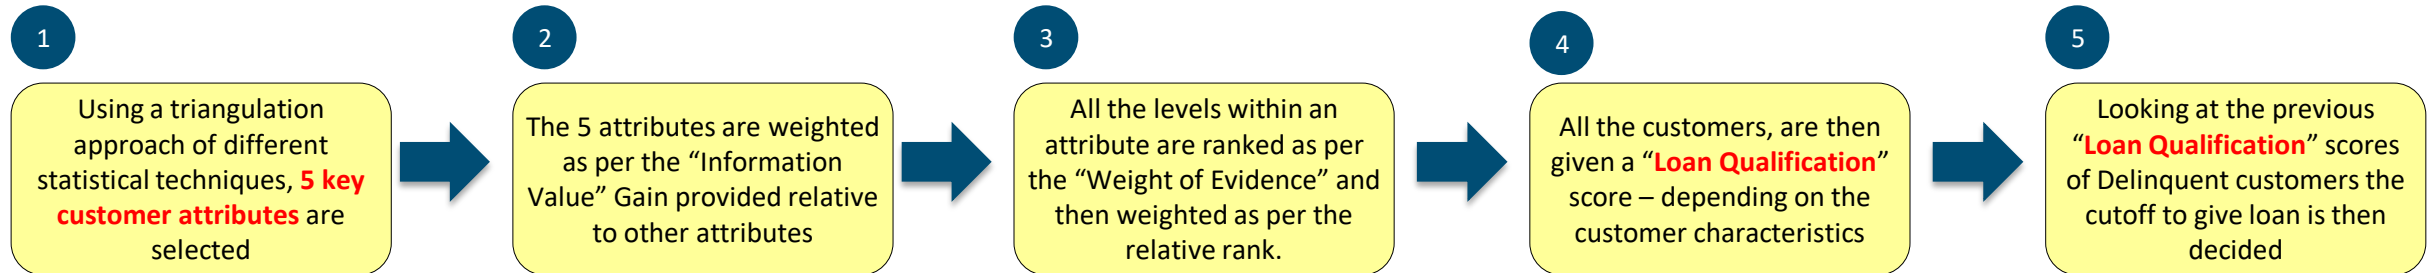 1
Using a triangulation
approach of different
statistical techniques, 5 key
customer attributes are
selected
2
The 5 attributes are weighted
as per the “Information
Value” Gain provided relative
to other attributes
3
All the levels within an
attribute are ranked as per
the “Weight of Evidence” and
then weighted as per the
relative rank.
4
All the customers, are then
given a “Loan Qualification”
score – depending on the
customer characteristics
5
Looking at the previous
“Loan Qualification” scores
of Delinquent customers the
cutoff to give loan is then
decided